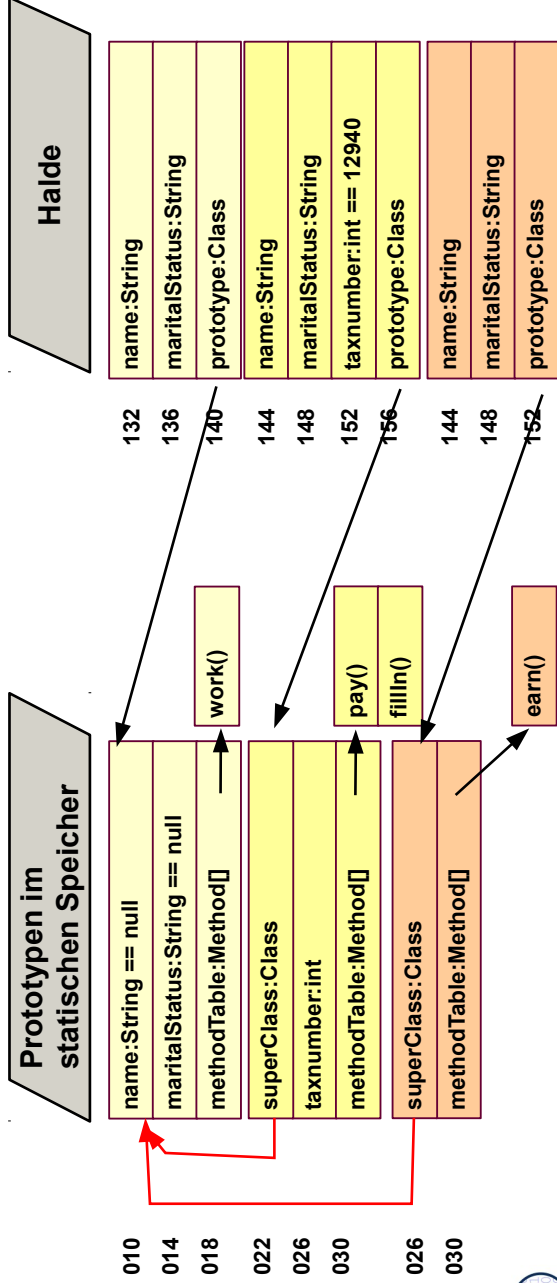 Prototypen im
statischen Speicher
010
name:String == null
014
maritalStatus:String == null
018
methodTable:Method[]
work()
022
superClass:Class
026
taxnumber:int
030
methodTable:Method[]
pay()
fillIn()
026
superClass:Class
030
methodTable:Method[]
earn()
Halde
132
name:String
136
maritalStatus:String
140
prototype:Class
144
name:String
148
maritalStatus:String
152
taxnumber:int == 12940
156
prototype:Class
144
name:String
148
maritalStatus:String
152
prototype:Class